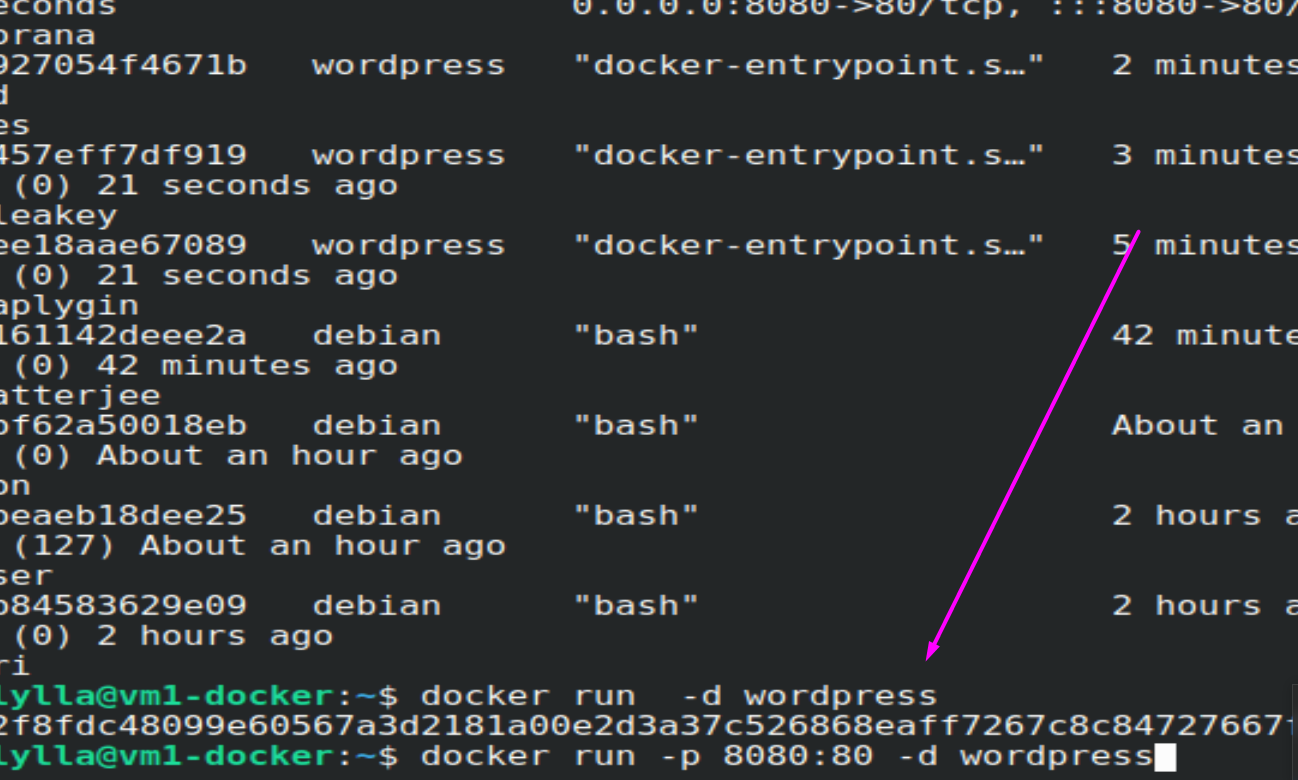 econds 0.0.0.0:8080->80/tcp, :::8080->80/
orana
927054f4671b wordpress "docker-entrypoint.s…" 2 minutes
d
es
457eff7df919 wordpress "docker-entrypoint.s…" 3 minutes
(0) 21 seconds ago
leakey
ee18aae67089 wordpress "docker-entrypoint.s…" 5 minutes
(0) 21 seconds ago
aplygin
161142deee2a debian "bash" 42 minute
(0) 42 minutes ago
atterjee
bf62a50018eb debian "bash" About an
(0) About an hour ago
on
beaeb18dee25 debian "bash" 2 hours a
(127) About an hour ago
ser
b84583629e09 debian "bash" 2 hours a
(0) 2 hours ago
ri
lylla@vm1-docker:~$ docker run  -d wordpress
2f8fdc48099e60567a3d2181a00e2d3a37c526868eaff7267c8c84727667
lylla@vm1-docker:~$ docker run -p 8080:80 -d wordpress